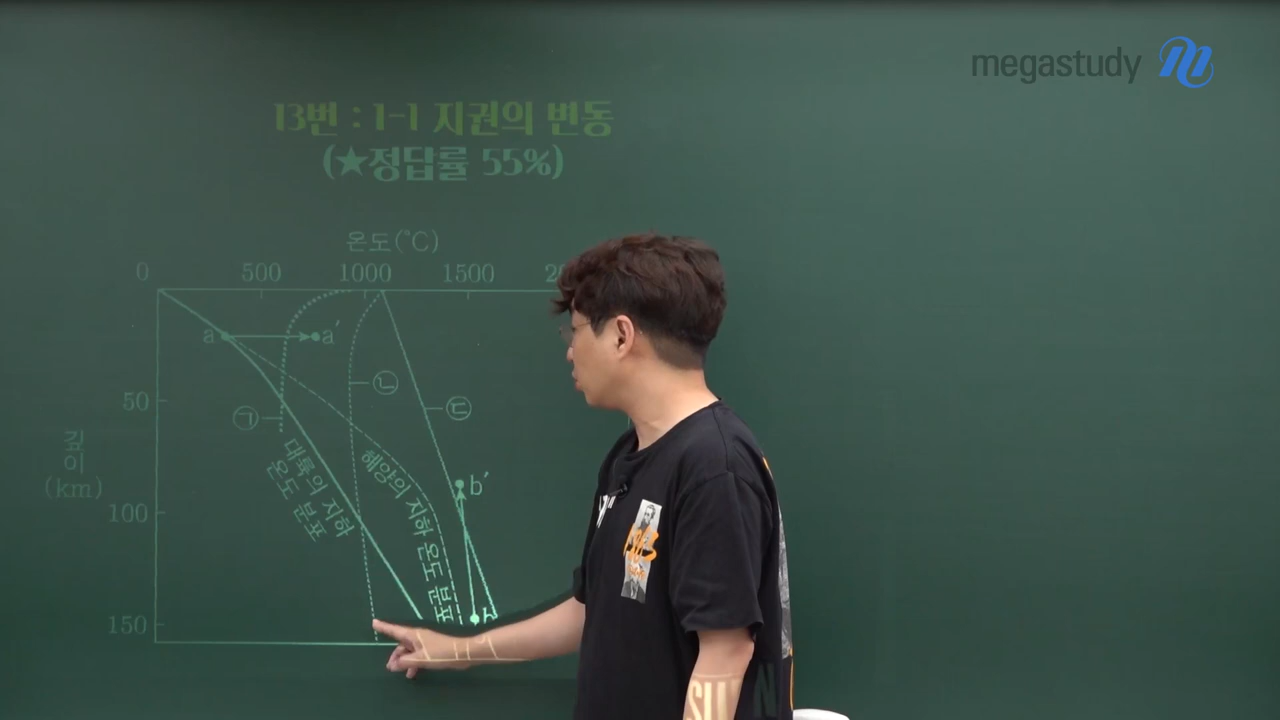 megastudy
13번 : 1-1 지권의 변동
(★정답률 55%)
온도(℃)
0 500 1000 1500
a a′
50
㉠ ㉡ ㉢
깊이
(km)
대륙의 지하
온도 분포
해양의 지하 온도 분포
b′
100
150